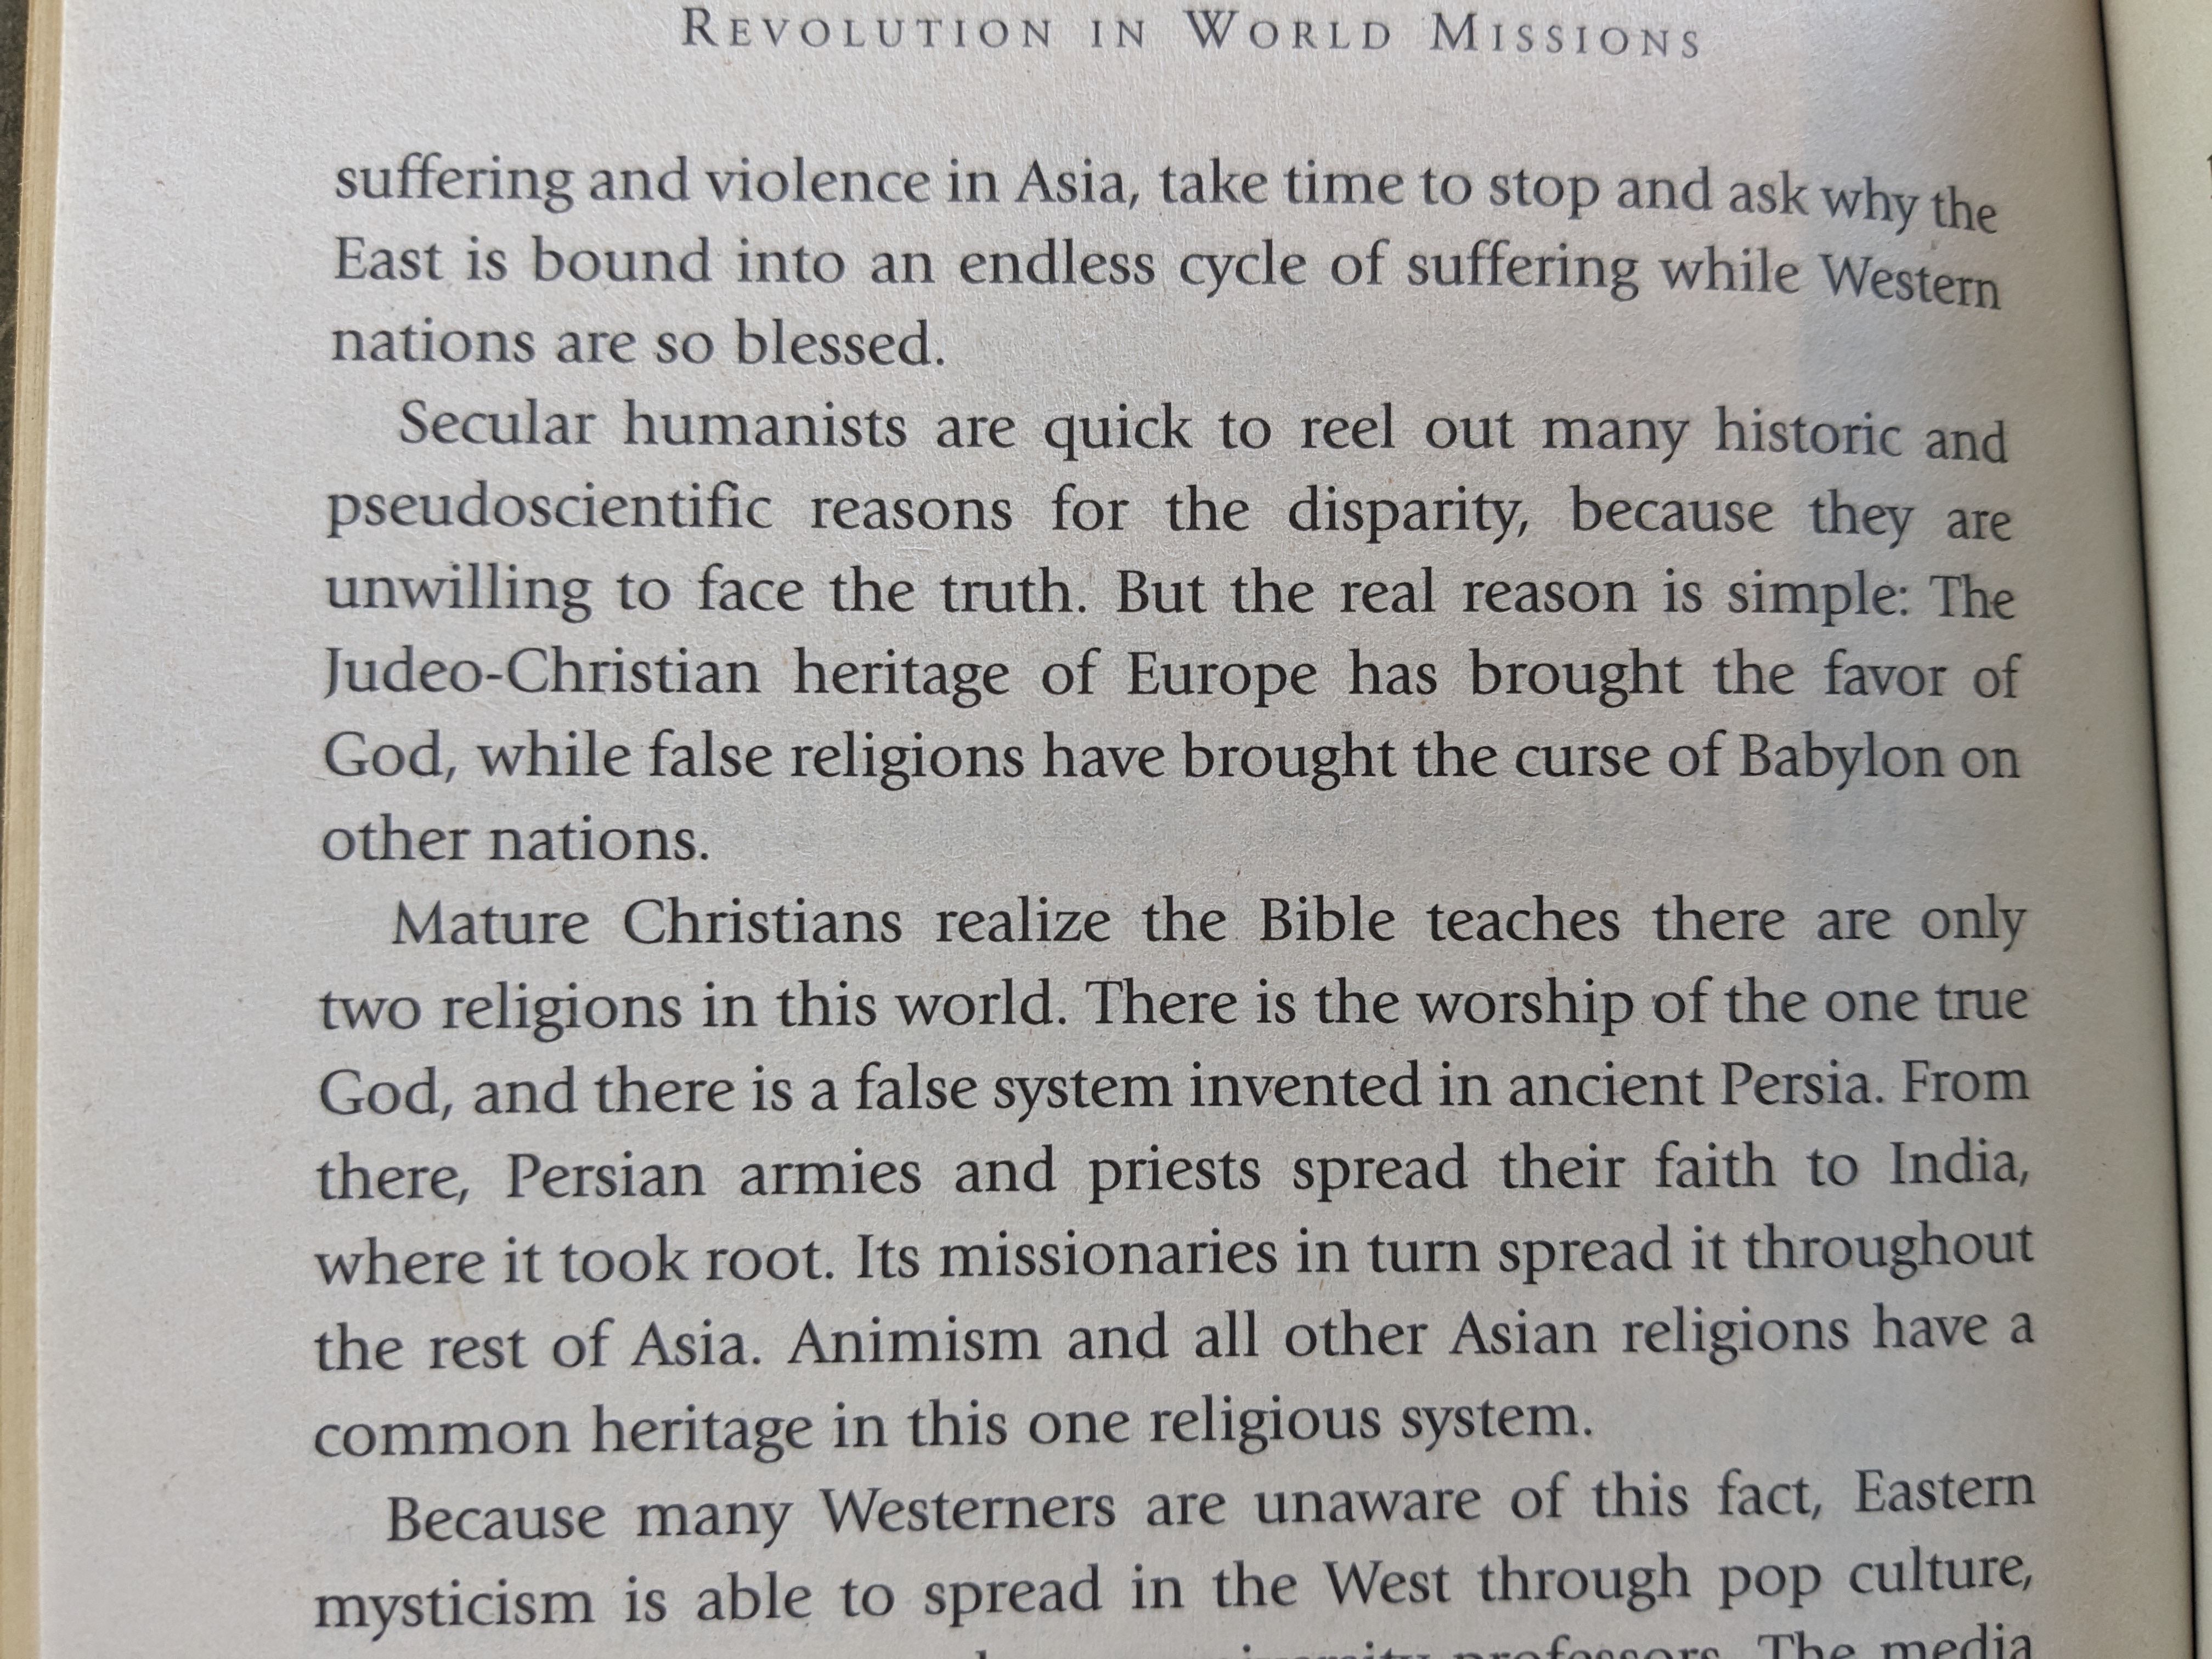 REVOLUTION IN WORLD MISSIONS
suffering and violence in Asia, take time to stop and ask why the
East is bound into an endless cycle of suffering while Western
nations are so blessed.
Secular humanists are quick to reel out many historic and
pseudoscientific reasons for the disparity, because they are
unwilling to face the truth. But the real reason is simple: The
Judeo-Christian heritage of Europe has brought the favor of
God, while false religions have brought the curse of Babylon on
other nations.
Mature Christians realize the Bible teaches there are only
two religions in this world. There is the worship of the one true
God, and there is a false system invented in ancient Persia. From
there, Persian armies and priests spread their faith to India,
where it took root. Its missionaries in turn spread it throughout
the rest of Asia. Animism and all other Asian religions have a
common heritage in this one religious system.
Because many Westerners are unaware of this fact, Eastern
mysticism is able to spread in the West through pop culture,
professors. The media